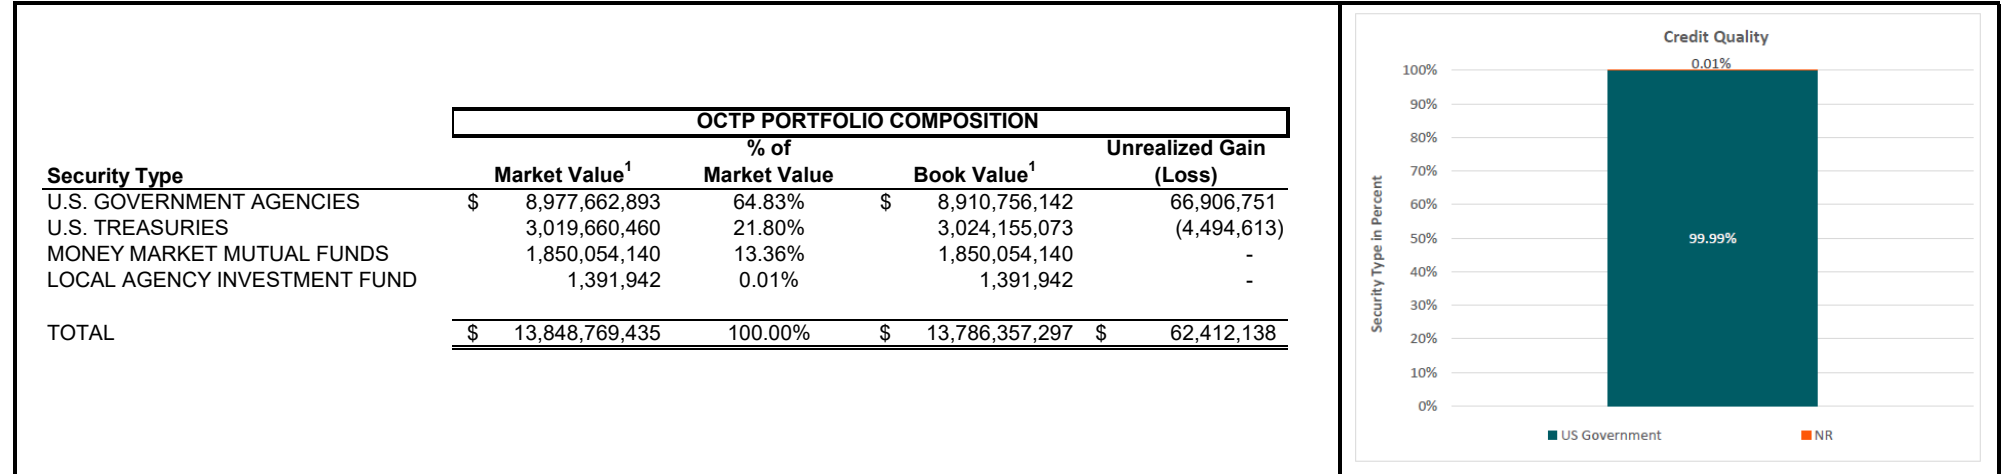 OCTP PORTFOLIO COMPOSITION
% of Unrealized Gain
Security Type Market Value1 Market Value Book Value1 (Loss)
U.S. GOVERNMENT AGENCIES $ 8,977,662,893 64.83% $ 8,910,756,142 66,906,751
U.S. TREASURIES 3,019,660,460 21.80% 3,024,155,073 (4,494,613)
MONEY MARKET MUTUAL FUNDS 1,850,054,140 13.36% 1,850,054,140 -
LOCAL AGENCY INVESTMENT FUND 1,391,942 0.01% 1,391,942 -
TOTAL $ 13,848,769,435 100.00% $ 13,786,357,297 $ 62,412,138
Credit Quality
0.01%
100%
90%
80%
70%
60%
50%
40%
30%
20%
10%
0%
Security Type in Percent
99.99%
US Government NR